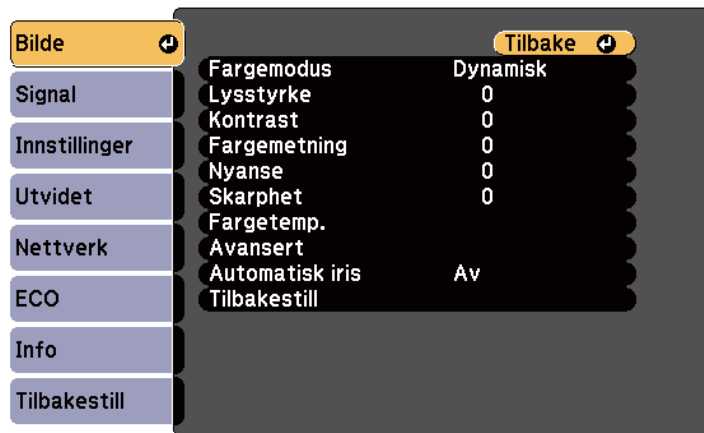 Bilde
Signal
Innstillinger
Utvidet
Nettverk
ECO
Info
Tilbakestill
Tilbake
Fargemodus Dynamisk
Lysstyrke 0
Kontrast 0
Fargemetning 0
Nyanse 0
Skarphet 0
Fargetemp.
Avansert
Automatisk iris Av
Tilbakestill